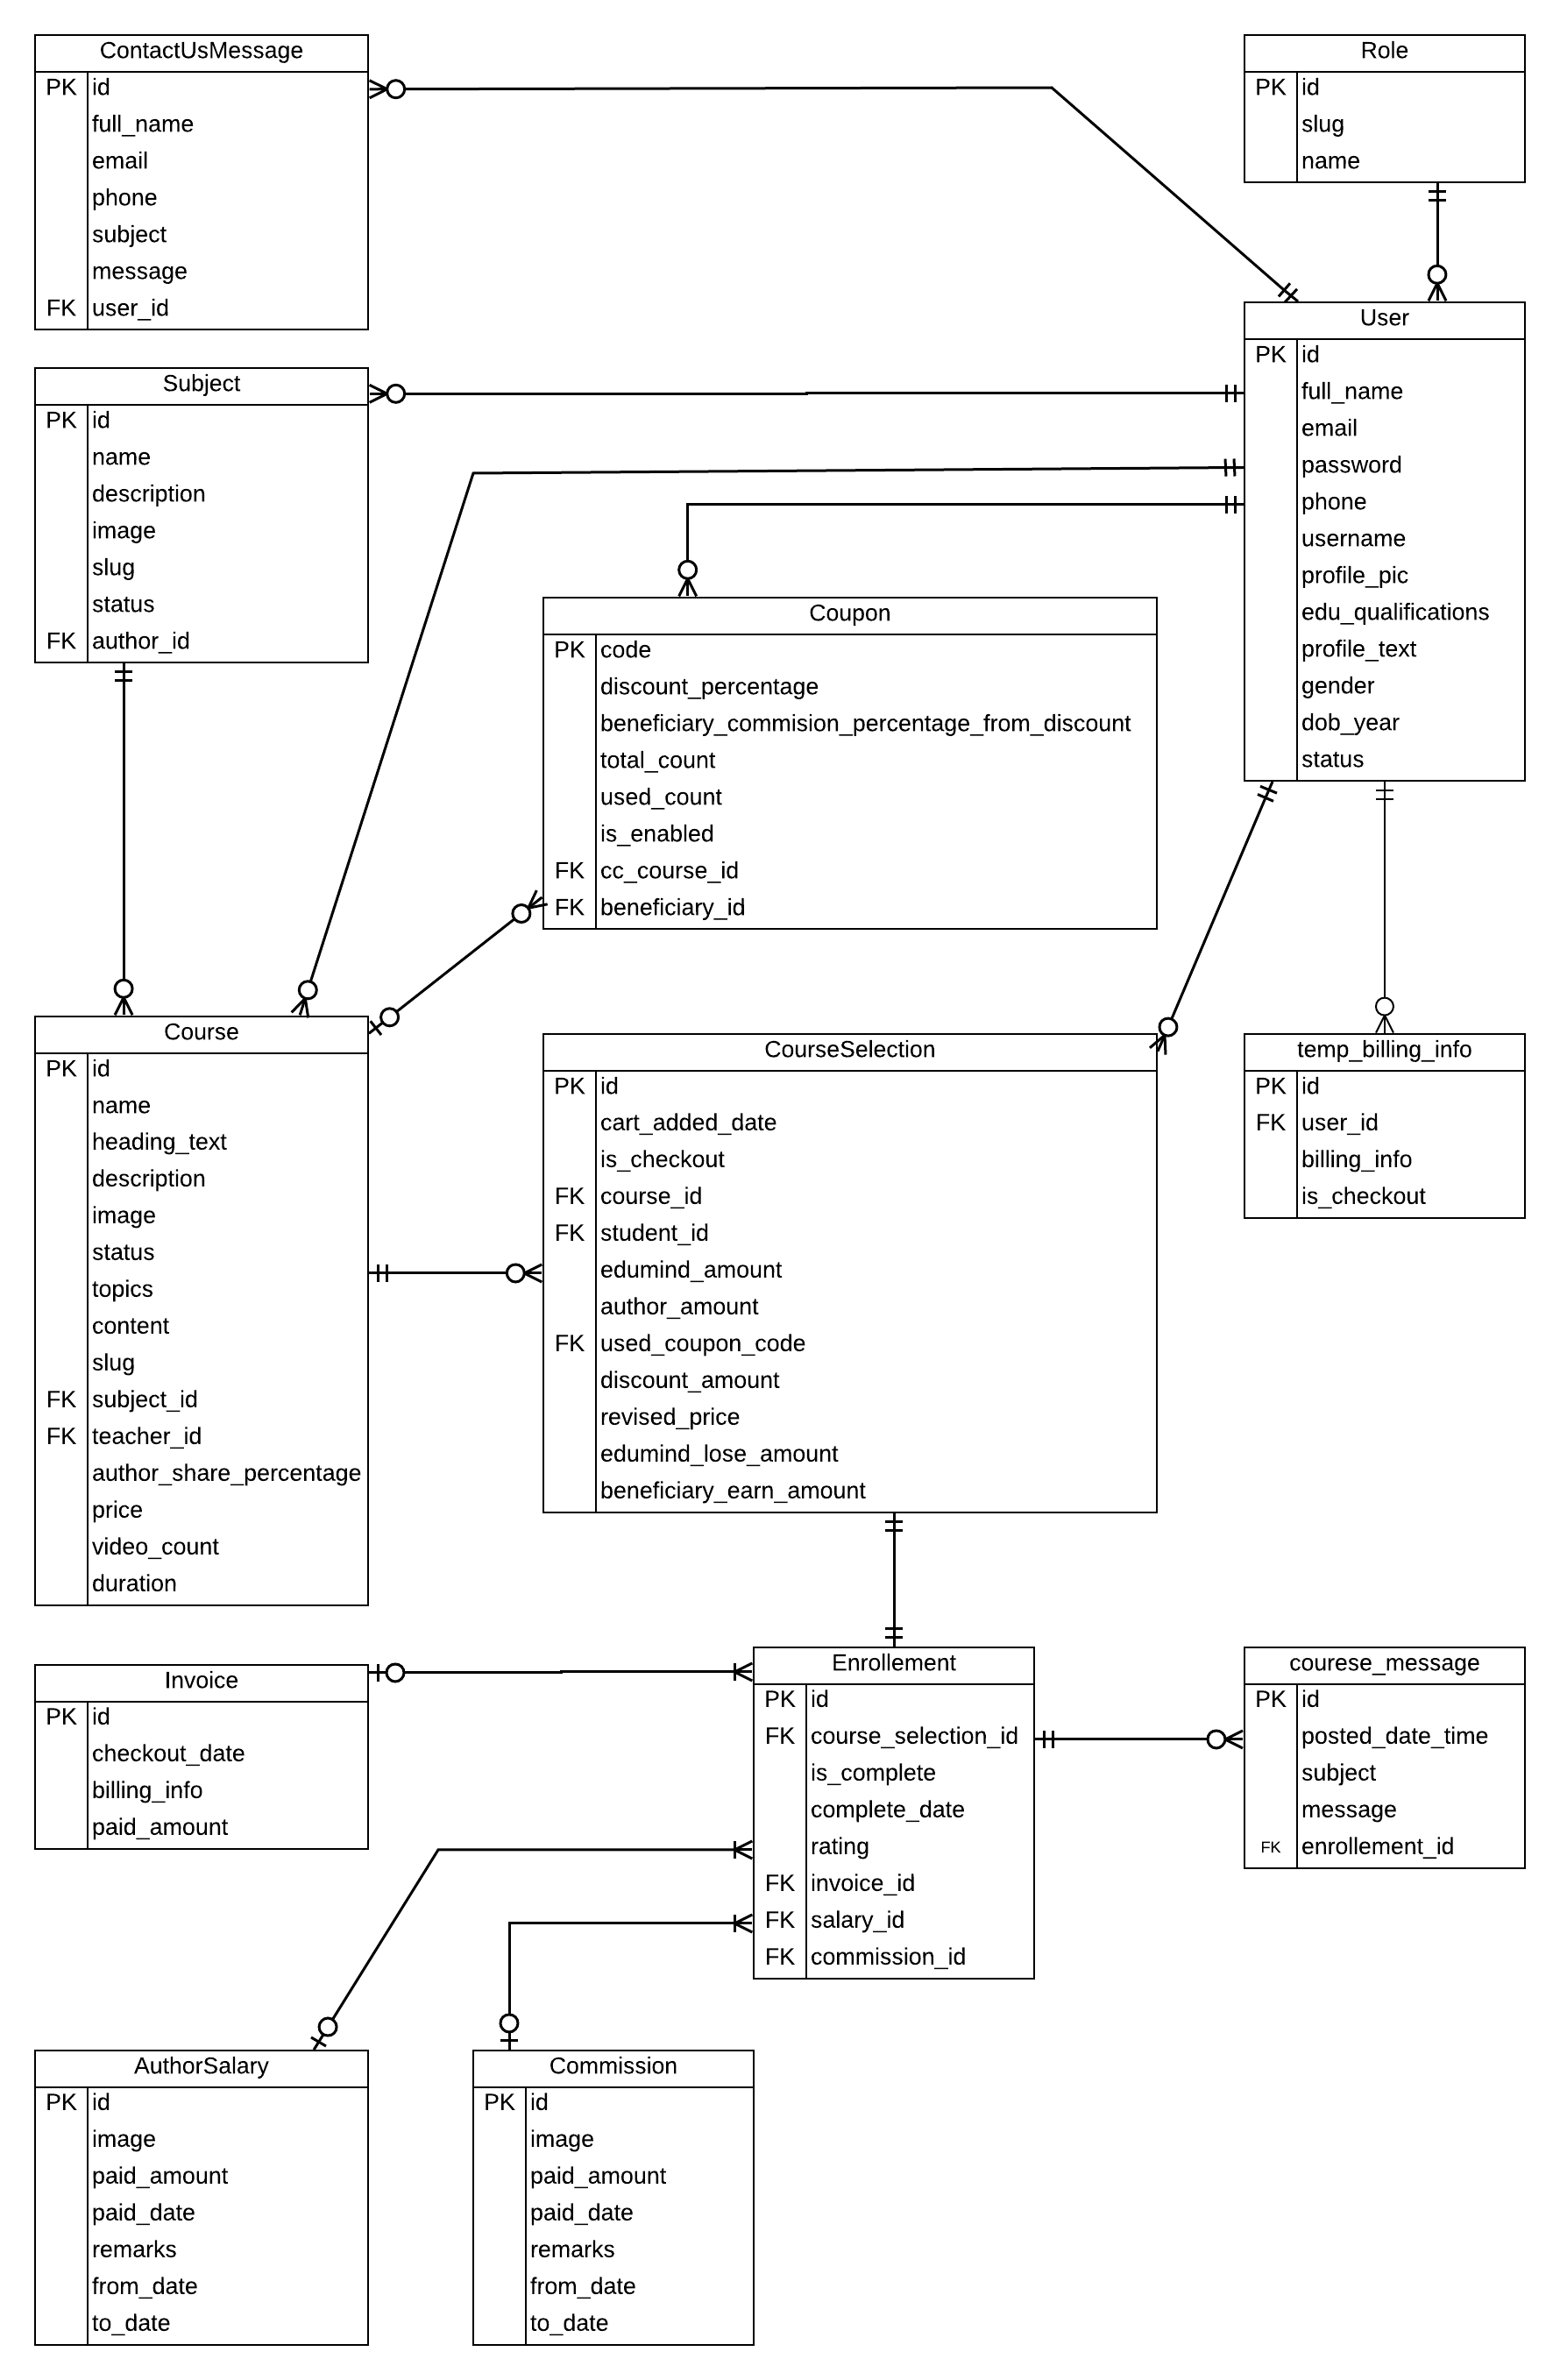 ContactUsMessage
PK id
full_name
email
phone
subject
message
FK user_id
Role
PK id
slug
name
Subject
PK id
name
description
image
slug
status
FK author_id
User
PK id
full_name
email
password
phone
username
profile_pic
edu_qualifications
profile_text
gender
dob_year
status
Coupon
PK code
discount_percentage
beneficiary_commision_percentage_from_discount
total_count
used_count
is_enabled
FK cc_course_id
FK beneficiary_id
Course
PK id
name
heading_text
description
image
status
topics
content
slug
FK subject_id
FK teacher_id
author_share_percentage
price
video_count
duration
CourseSelection
PK id
cart_added_date
is_checkout
FK course_id
FK student_id
edumind_amount
author_amount
FK used_coupon_code
discount_amount
revised_price
edumind_lose_amount
beneficiary_earn_amount
temp_billing_info
PK id
FK user_id
billing_info
is_checkout
Invoice
PK id
checkout_date
billing_info
paid_amount
Enrollement
PK id
FK course_selection_id
is_complete
complete_date
rating
FK invoice_id
FK salary_id
FK commission_id
courese_message
PK id
posted_date_time
subject
message
FK enrollement_id
AuthorSalary
PK id
image
paid_amount
paid_date
remarks
from_date
to_date
Commission
PK id
image
paid_amount
paid_date
remarks
from_date
to_date